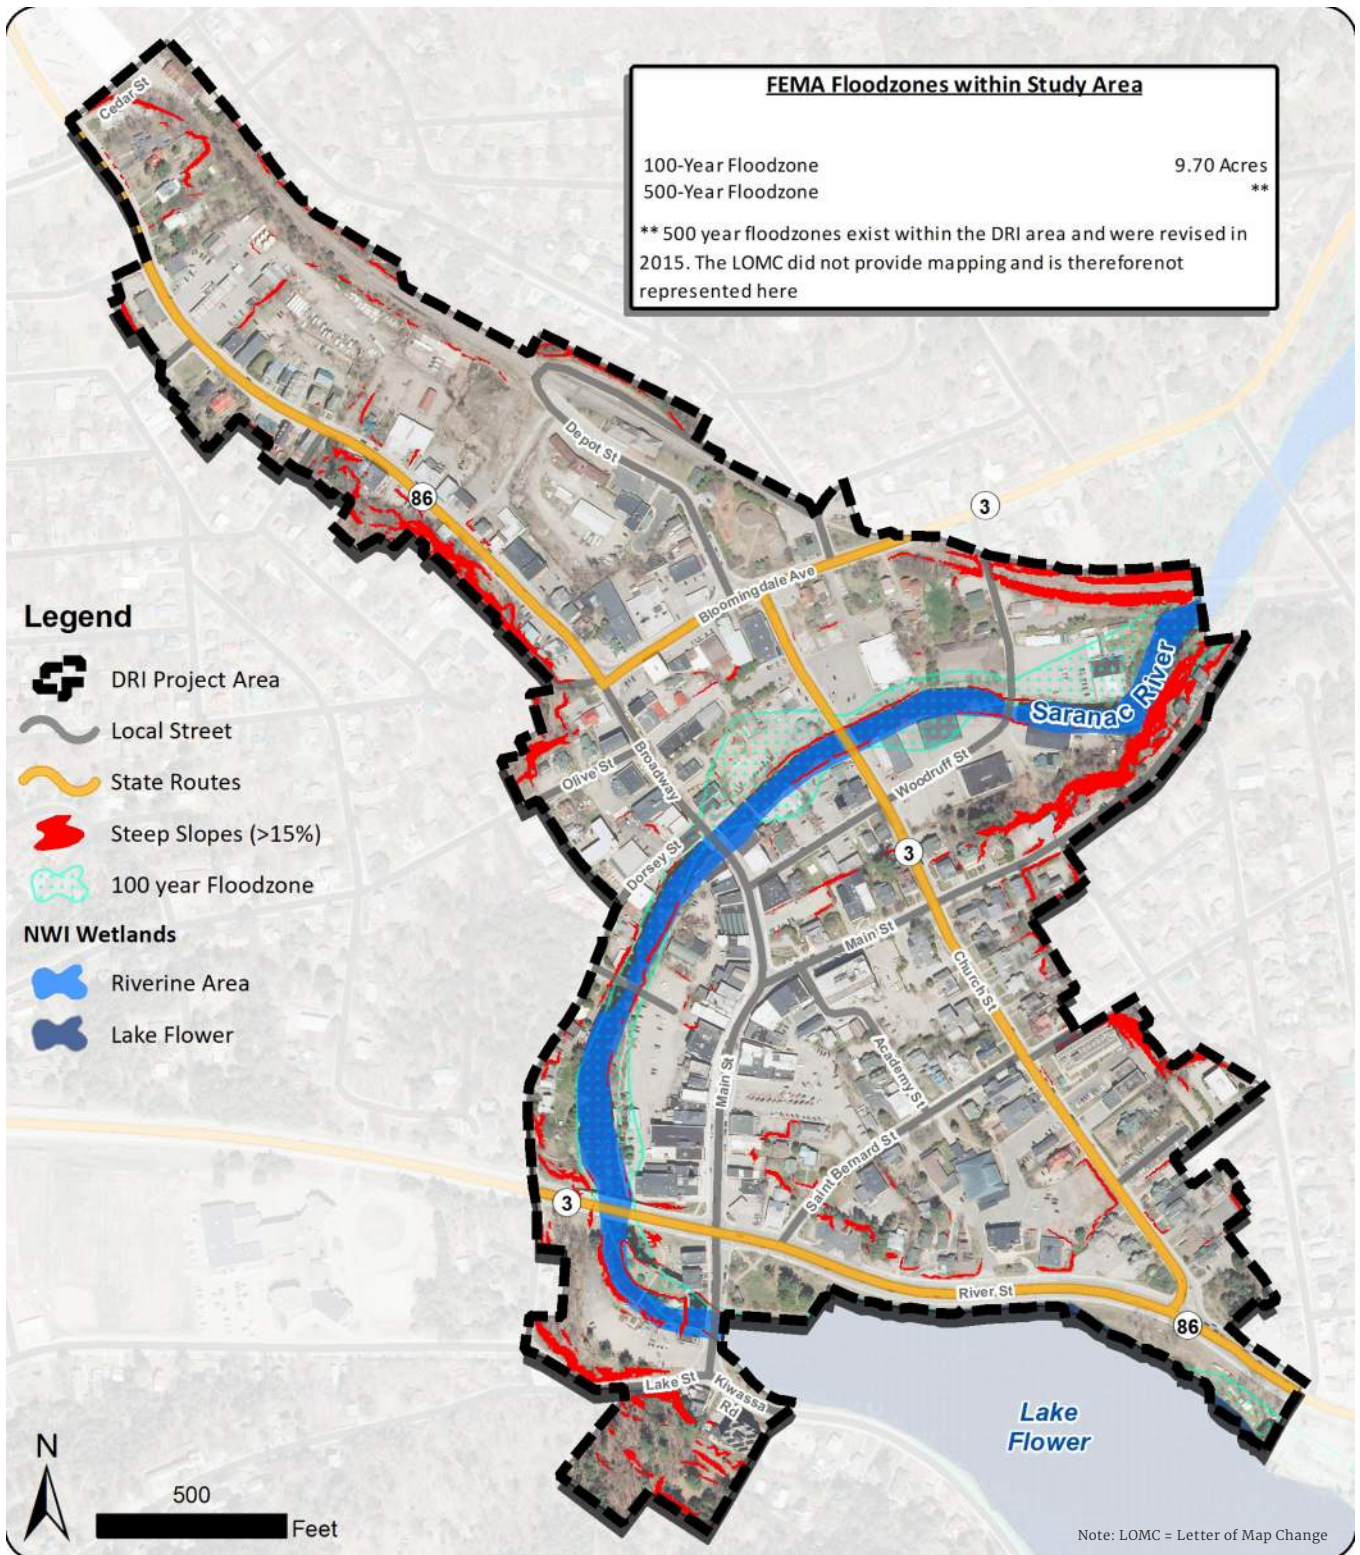 FEMA Floodzones within Study Area
100-Year Floodzone 9.70 Acres
500-Year Floodzone **
** 500 year floodzones exist within the DRI area and were revised in
2015. The LOMC did not provide mapping and is thereforenot
represented here
Cedar St
Depot St
86
3
Bloomingdale Ave
Saranac River
Olive St
Broadway
Woodruff St
Dorsey St
3
Main St
Church St
Academy St
Main St
Saint Bernard St
3
River St
86
Lake St
Kiwassa
Rd
Lake
Flower
Legend
DRI Project Area
Local Street
State Routes
Steep Slopes (>15%)
100 year Floodzone
NWI Wetlands
Riverine Area
Lake Flower
N
500
Feet
Note: LOMC = Letter of Map Change